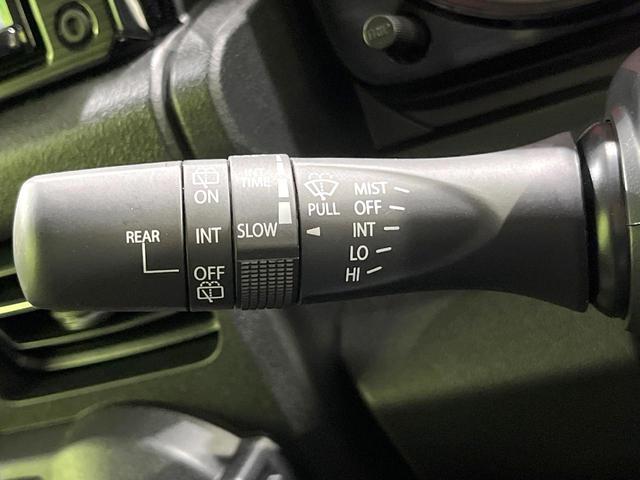 REAR
ON
INT
OFF
INT
TIME
SLOW
PULL
MIST
OFF
INT
LO
HI